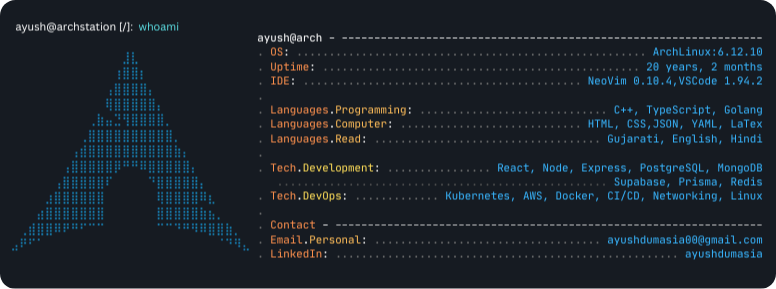 ayush@archstation [/]: whoami
ayush@arch - -----------------------------------------------------------------
. OS: ...................................................... ArchLinux:6.12.10
. Uptime: ................................................. 20 years, 2 months
. IDE: .......................................... NeoVim 0.10.4,VSCode 1.94.2
.
. Languages.Programming: .............................. C++, TypeScript, Golang
. Languages.Computer: ............................. HTML, CSS,JSON, YAML, LaTex
. Languages.Read: ................................... Gujarati, English, Hindi
.
. Tech.Development: ................. React, Node, Express, PostgreSQL, MongoDB
. ..................................................... Supabase, Prisma, Redis
. Tech.DevOps: .............. Kubernetes, AWS, Docker, CI/CD, Networking, Linux
.
. Contact - ------------------------------------------------------------------
. Email.Personal: .................................... ayushdumasia00@gmail.com
. LinkedIn: ...................................................... ayushdumasia